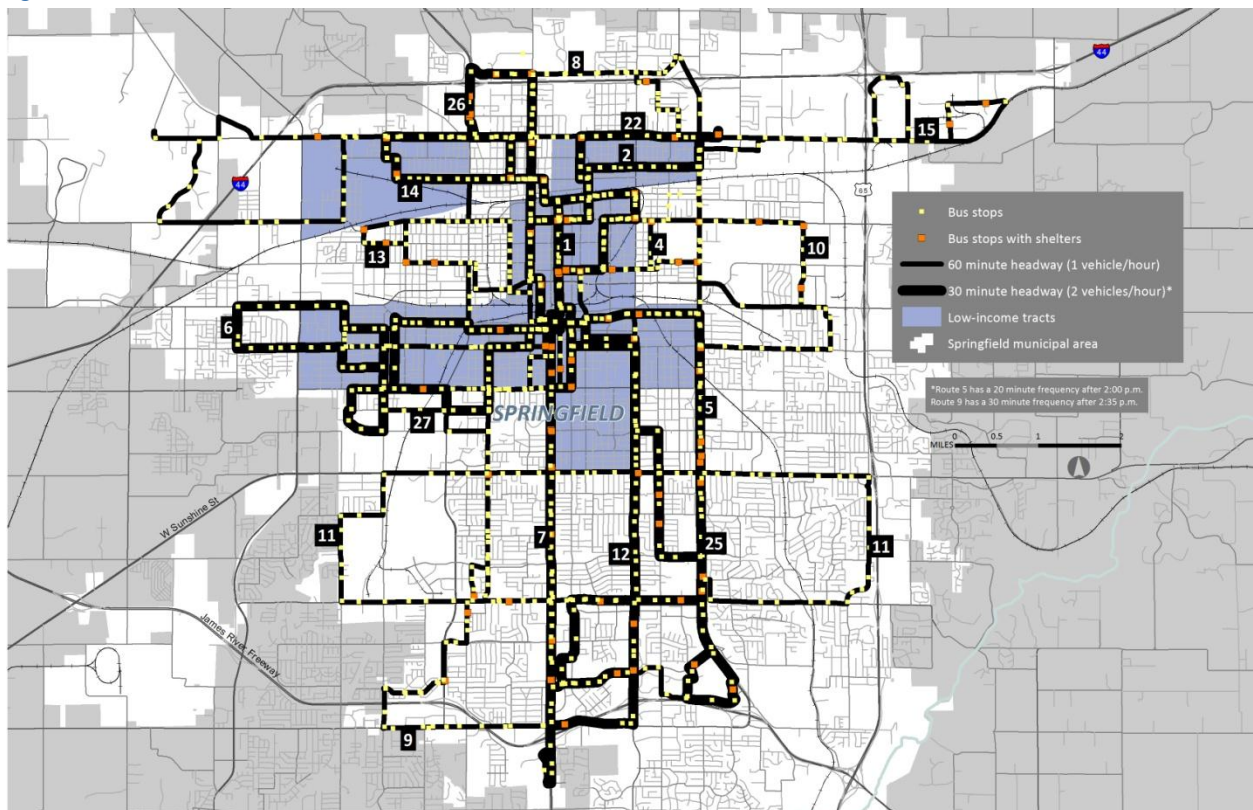 8
44
26
22
15
2
44
14
85
1
4
10
13
6
SPRINGFIELD
5
27
W Sunshine St
11
7
12
25
11
James River Freeway
9
Bus stops
Bus stops with shelters
60 minute headway (1 vehicle/hour)
30 minute headway (2 vehicles/hour)*
Low-income tracts
Springfield municipal area
*Route 5 has a 20 minute frequency after 2:00 p.m.
Route 9 has a 30 minute frequency after 2:35 p.m.
MILES 0 0.5 1 2